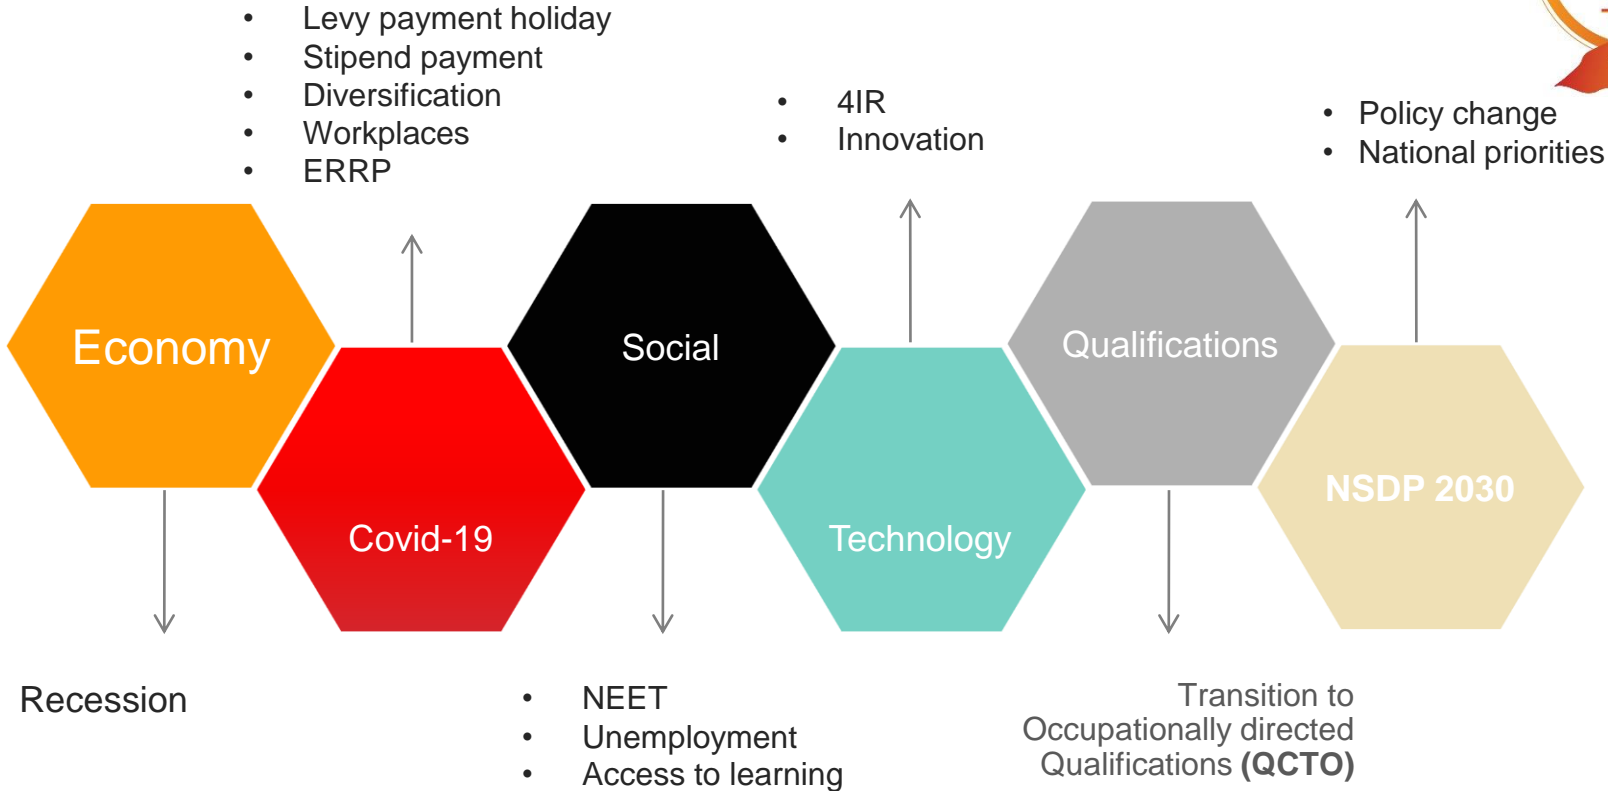 • Levy payment holiday
• Stipend payment
• Diversification
• Workplaces
• ERRP
• 4IR
• Innovation
• Policy change
• National priorities
Economy
Covid-19
Social
Technology
Qualifications
NSDP 2030
Recession
• NEET
• Unemployment
• Access to learning
Transition to
Occupationally directed
Qualifications (QCTO)